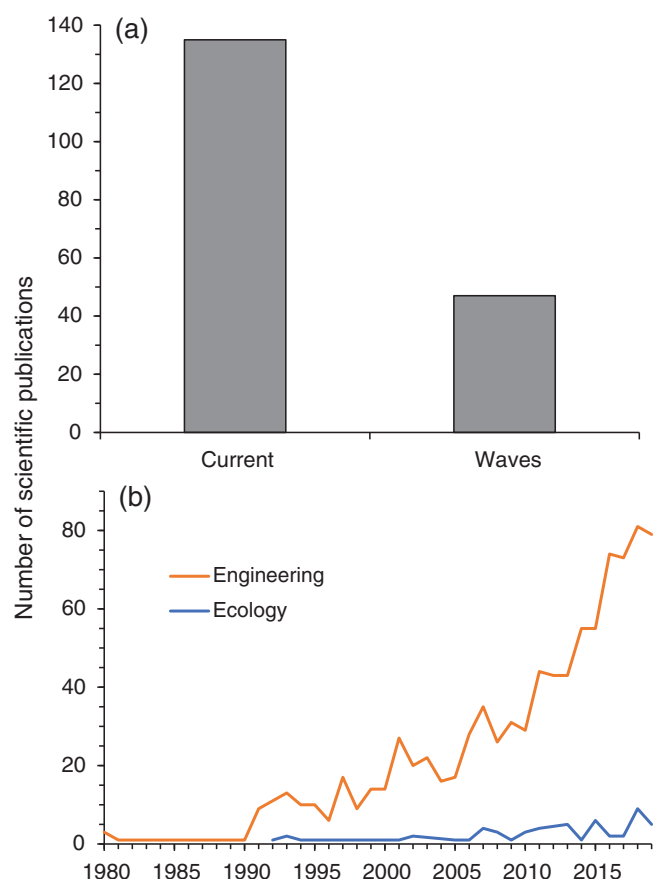 (a)
140
120
100
80
60
40
20
0
Current Waves
Number of scientific publications
(b)
80
60
40
20
0
Engineering
Ecology
1980 1985 1990 1995 2000 2005 2010 2015